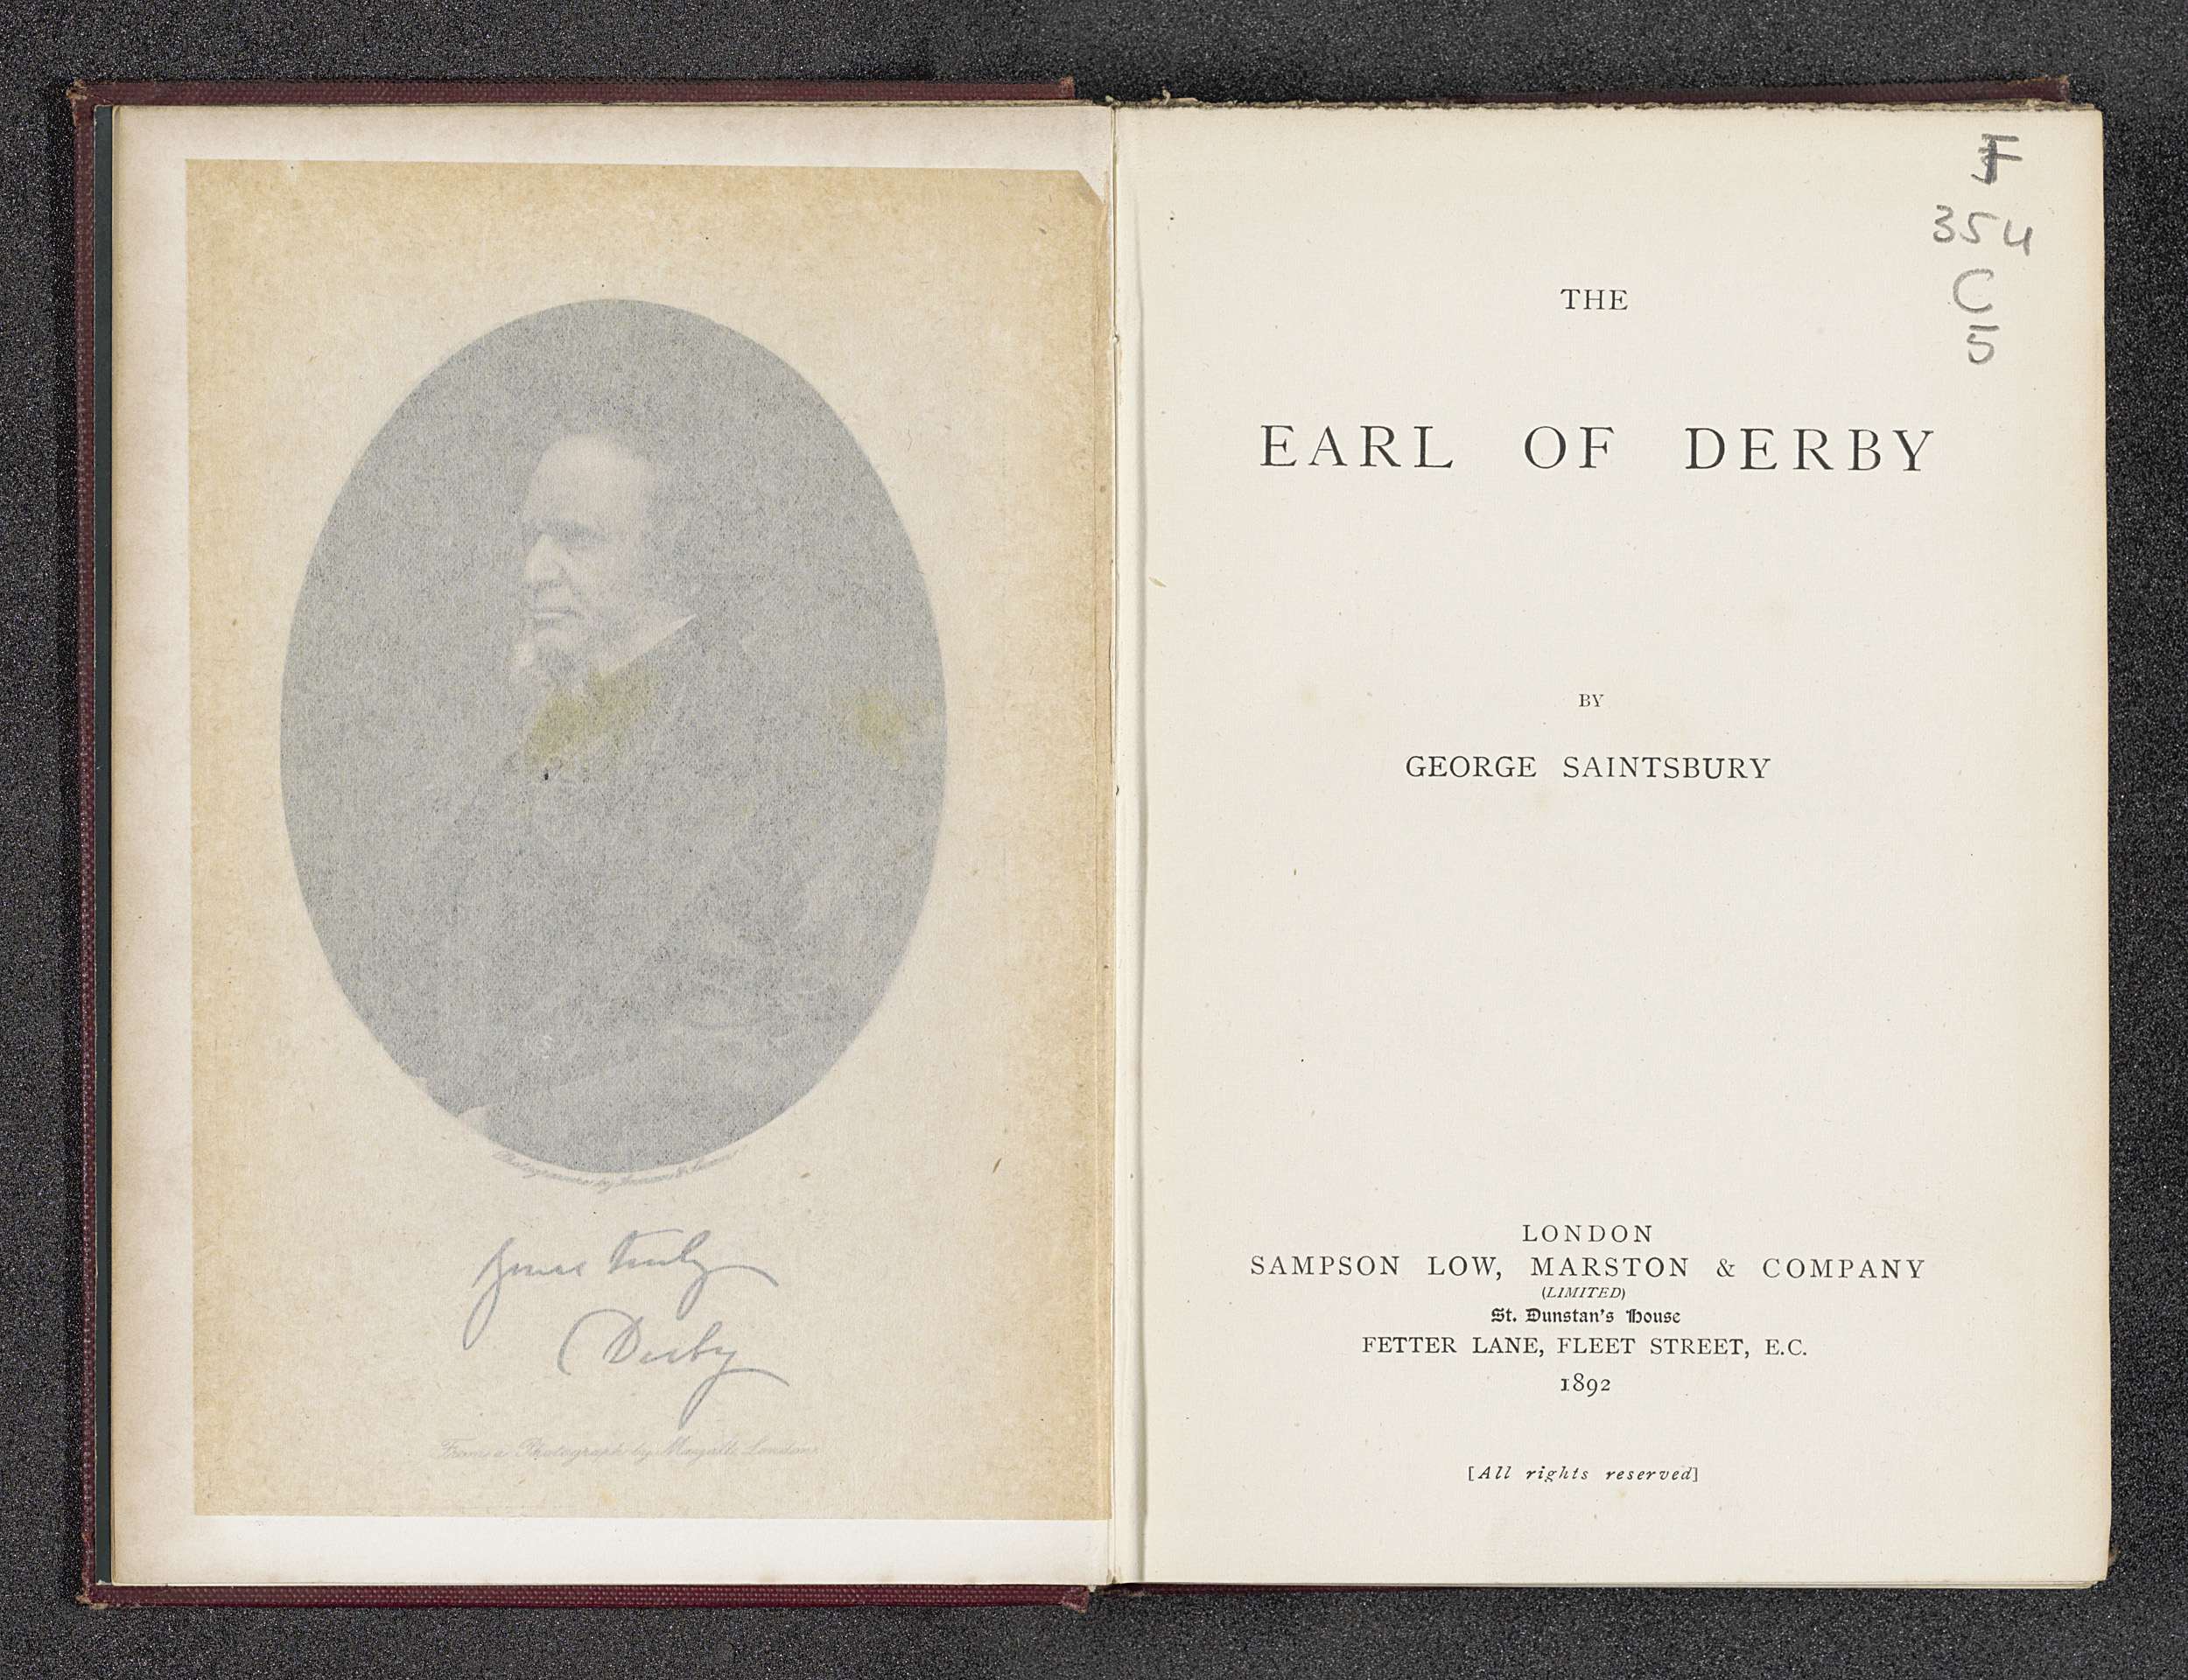 Yours truly
Derby
From a Photograph by Mayall, London.
F
354
C
5
THE
EARL OF DERBY
BY
GEORGE SAINTSBURY
LONDON
SAMPSON LOW, MARSTON & COMPANY
(LIMITED)
St. Dunstan's House
FETTER LANE, FLEET STREET, E.C.
1892
[All rights reserved]